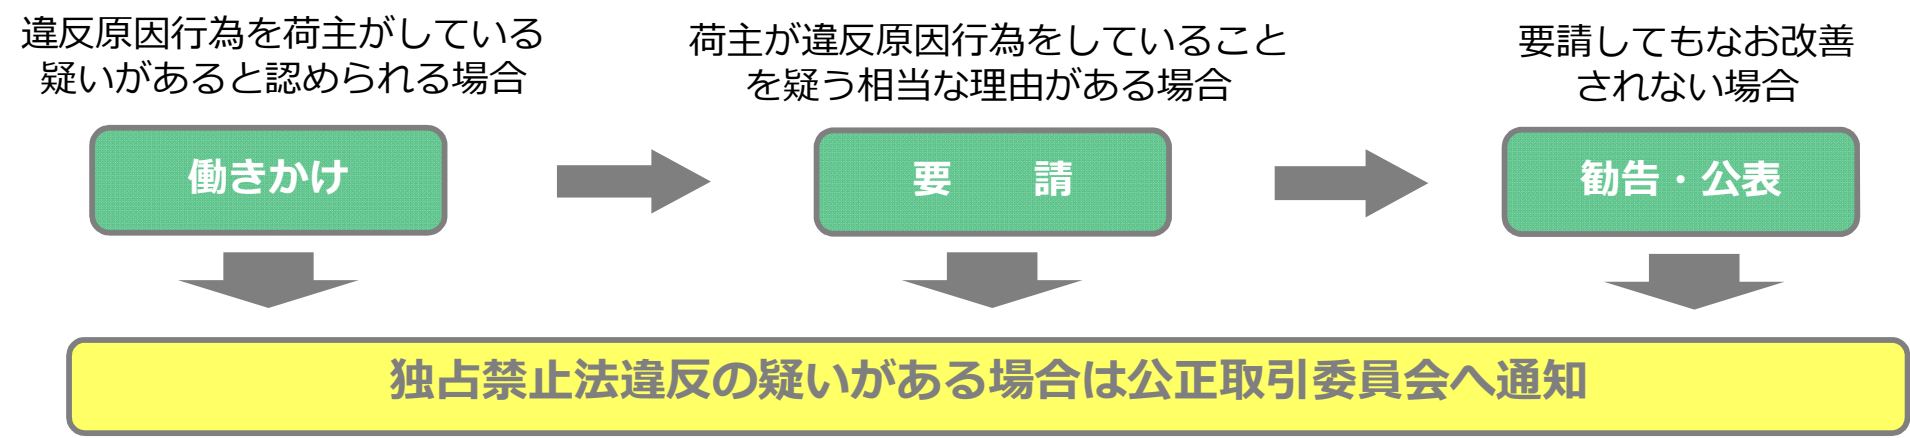 違反原因行為を荷主がしている
疑いがあると認められる場合
荷主が違反原因行為をしていること
を疑う相当な理由がある場合
要請してもなお改善
されない場合
働きかけ
要　請
勧告・公表
独占禁止法違反の疑いがある場合は公正取引委員会へ通知